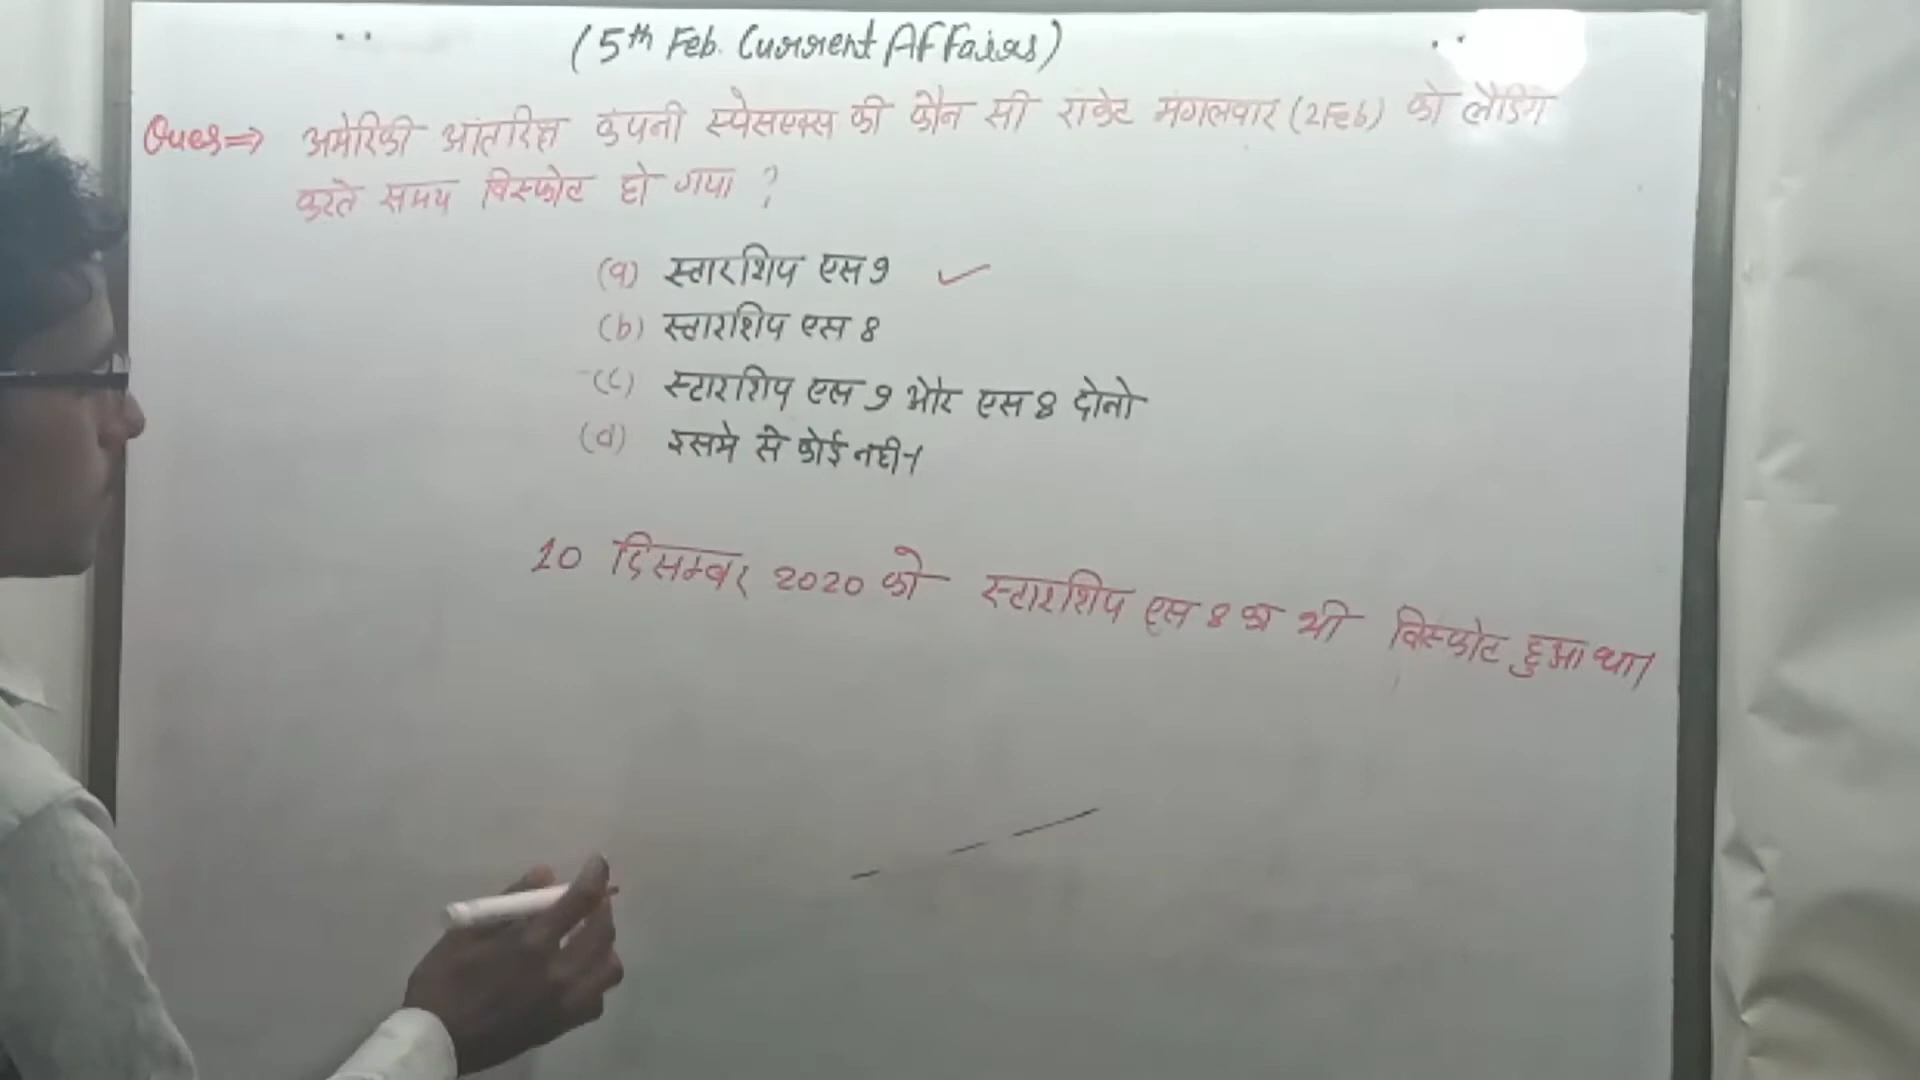 (5th Feb. Current Affairs)
Ques⇒ अमेरिकी आंतरिक्ष कंपनी स्पेसएक्स की कौन सी राकेट मंगलवार (2Feb) को लैडिंग
करते समय विस्फोट हो गया ?
(a) स्तारशिप एस 9 ✓
(b) स्तारशिप एस 8
(c) स्टारशिप एस 9 और एस 8 दोनो
(d) इसमे से कोई नही।
10 दिसम्बर 2020 को स्टारशिप एस 8 का भी विस्फोट हुआ था।